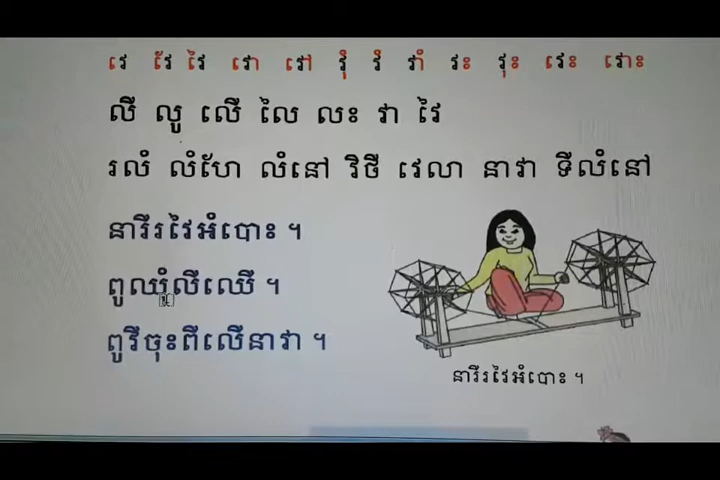 វេ វែ វៃ វោ វៅ វុំ វំ វាំ វះ វុះ វេះ វោះ
លី លូ លើ លៃ លះ វា វៃ
រលំ លំហែ លំនៅ វិថី វេលា នាវា ទីលំនៅ
នារីរវៃអំបោះ ។
ពូឈរុំលីឈើ ។
ពូវីចុះពីលើនាវា ។
នារីរវៃអំបោះ ។